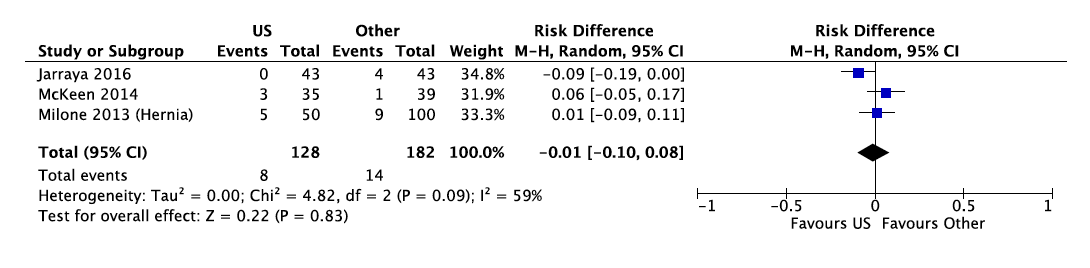 US Other Risk Difference Risk Difference
Study or Subgroup Events Total Events Total Weight M-H, Random, 95% CI M-H, Random, 95% CI
Jarraya 2016 0 43 4 43 34.8% -0.09 [-0.19, 0.00]
McKeen 2014 3 35 1 39 31.9% 0.06 [-0.05, 0.17]
Milone 2013 (Hernia) 5 50 9 100 33.3% 0.01 [-0.09, 0.11]
Total (95% CI) 128 182 100.0% -0.01 [-0.10, 0.08]
Total events 8 14
Heterogeneity: Tau² = 0.00; Chi² = 4.82, df = 2 (P = 0.09); I² = 59%
Test for overall effect: Z = 0.22 (P = 0.83)
-1 -0.5 0 0.5 1
Favours US Favours Other